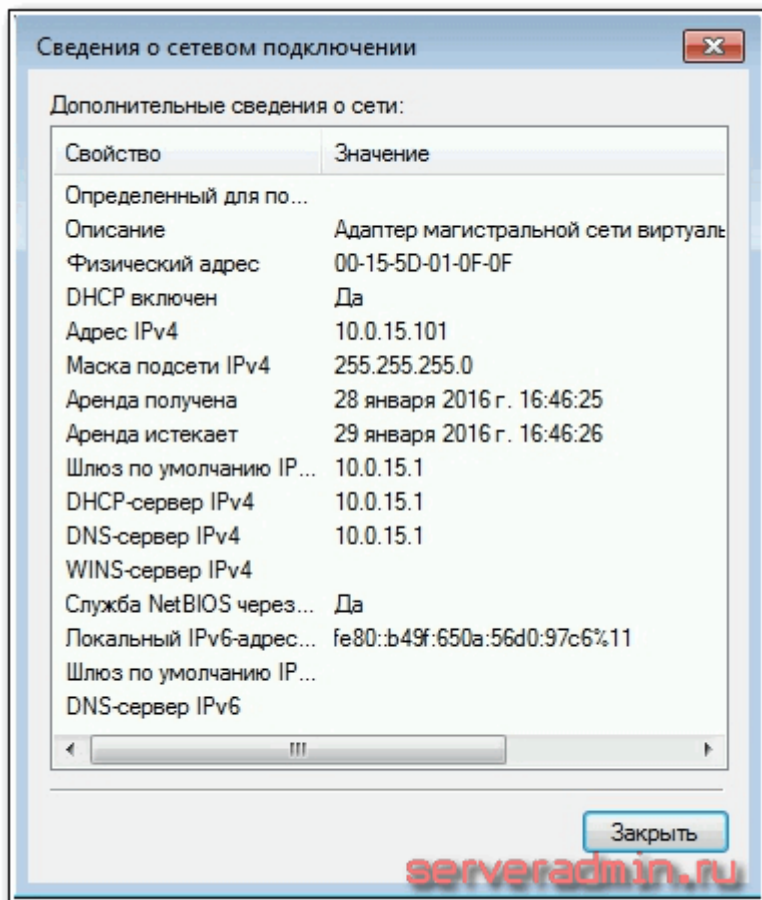 Сведения о сетевом подключении
Дополнительные сведения о сети:
Свойство Значение
Определенный для по...
Описание Адаптер магистральной сети виртуаль
Физический адрес 00-15-5D-01-0F-0F
DHCP включен Да
Адрес IPv4 10.0.15.101
Маска подсети IPv4 255.255.255.0
Аренда получена 28 января 2016 г. 16:46:25
Аренда истекает 29 января 2016 г. 16:46:26
Шлюз по умолчанию IP... 10.0.15.1
DHCP-сервер IPv4 10.0.15.1
DNS-сервер IPv4 10.0.15.1
WINS-сервер IPv4
Служба NetBIOS через... Да
Локальный IPv6-адрес... fe80::b49f:650a:56d0:97c6%11
Шлюз по умолчанию IP...
DNS-сервер IPv6
Закрыть
serveradmin.ru